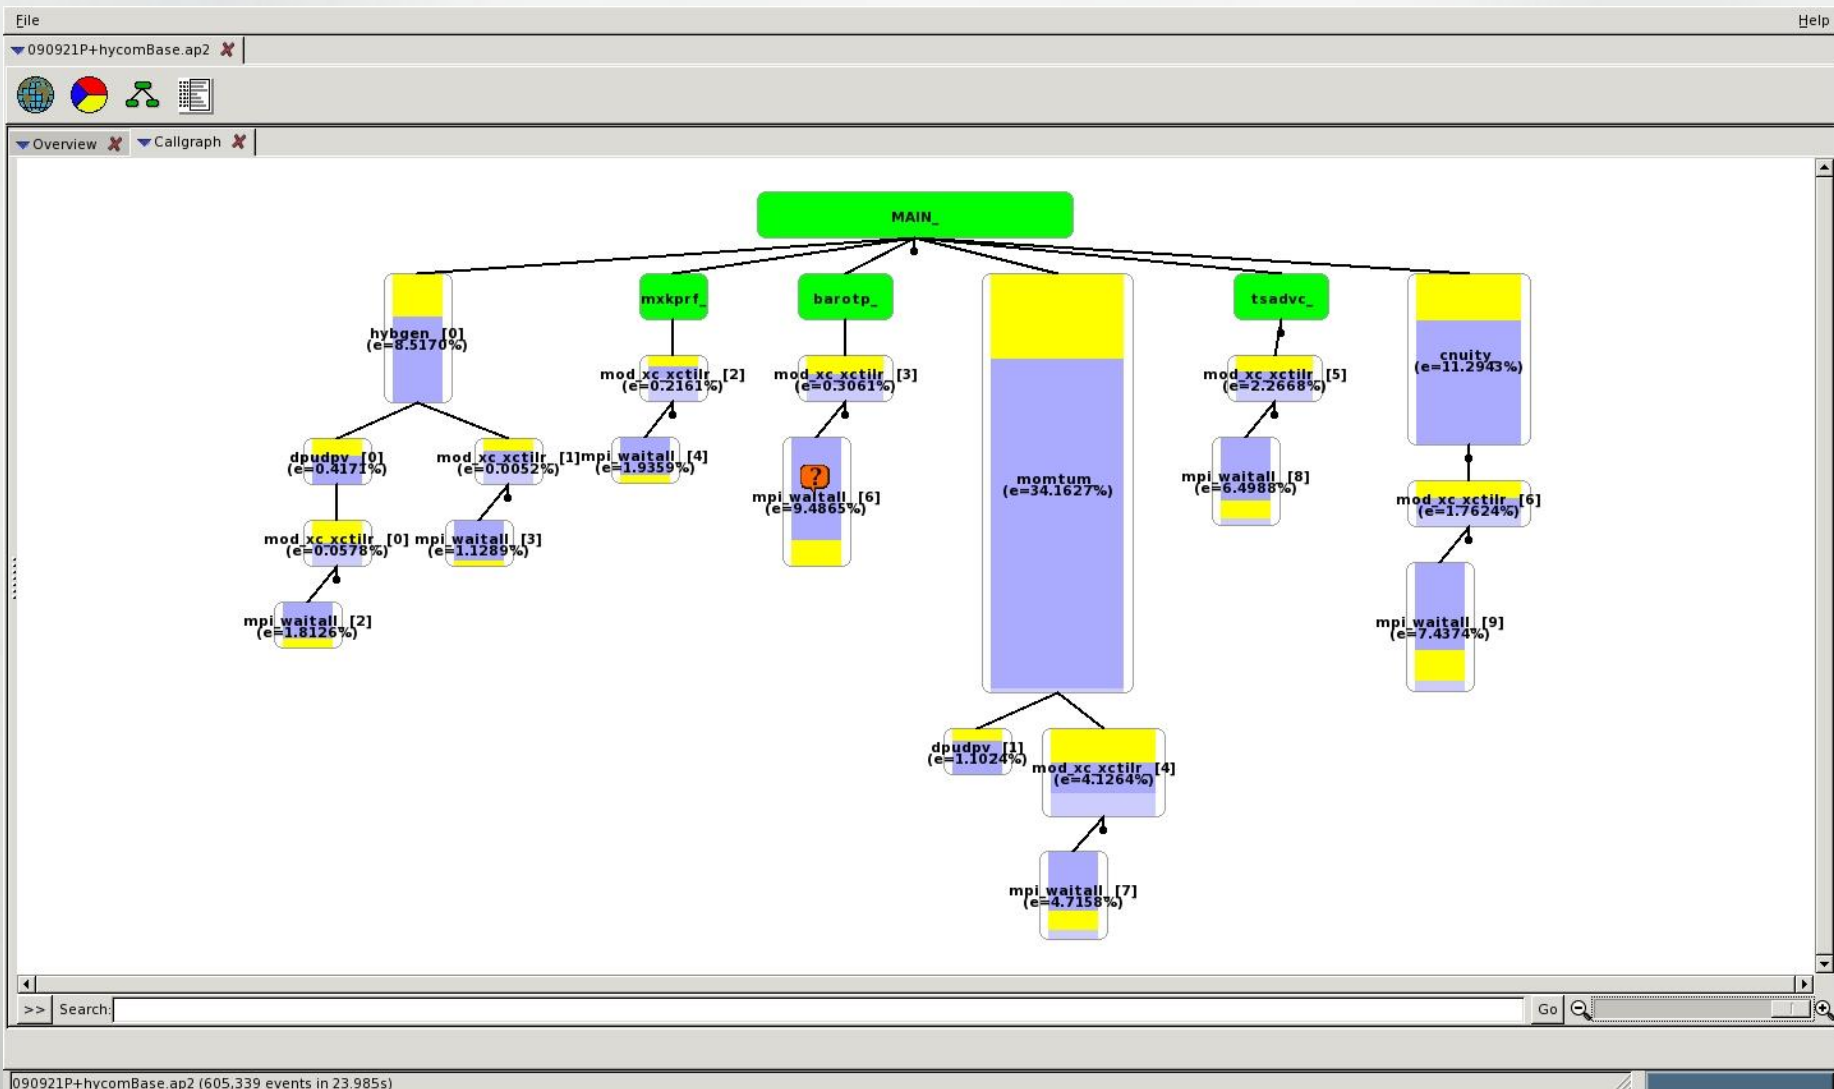 File
Help
090921P+hycomBase.ap2
Overview
Callgraph
MAIN_
hybgen_[0]
(e=8.5170%)
mxkprf_
barotp_
momtum_
(e=34.1627%)
tsadvc_
cnuity_
(e=11.2943%)
mod_xc_xctilr_[2]
(e=0.2161%)
mod_xc_xctilr_[3]
(e=0.3061%)
mod_xc_xctilr_[5]
(e=2.2668%)
dpudpv_[0]
(e=0.4171%)
mod_xc_xctilr_[1]
(e=0.0052%)
mpi_waitall_[4]
(e=1.9359%)
?
mpi_waitall_[6]
(e=9.4865%)
mpi_waitall_[8]
(e=6.4988%)
mod_xc_xctilr_[6]
(e=1.7624%)
mod_xc_xctilr_[0]
(e=0.0578%)
mpi_waitall_[3]
(e=1.1289%)
mpi_waitall_[2]
(e=1.8126%)
mpi_waitall_[9]
(e=7.4374%)
dpudpv_[1]
(e=1.1024%)
mod_xc_xctilr_[4]
(e=4.1264%)
mpi_waitall_[7]
(e=4.7158%)
>>
Search:
Go
090921P+hycomBase.ap2 (605,339 events in 23.985s)